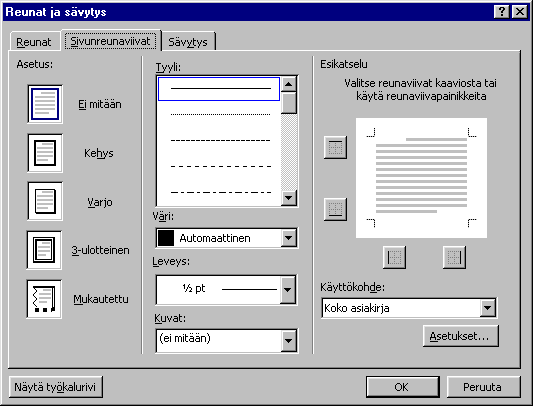 Reunat ja sävytys
Reunat
Sivunreunaviivat
Sävytys
Asetus:
Ei mitään
Kehys
Varjo
3-ulotteinen
Mukautettu
Tyyli:
Väri:
Automaattinen
Leveys:
½ pt
Kuvat:
(ei mitään)
Esikatselu
Valitse reunaviivat kaaviosta tai
käytä reunaviivapainikkeita
Käyttökohde:
Koko asiakirja
Asetukset...
Näytä työkalurivi
OK
Peruuta